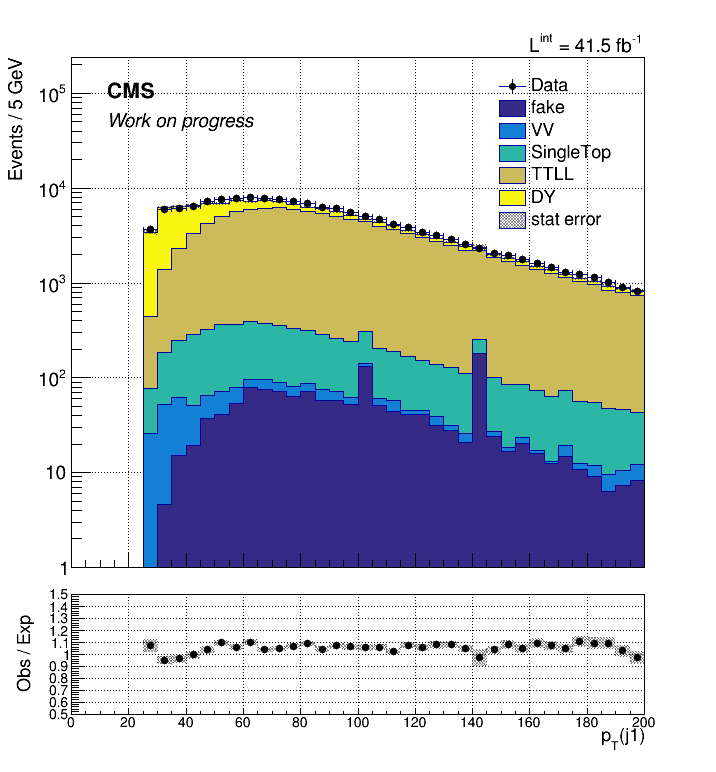 L^int = 41.5 fb^-1
Events / 5 GeV
CMS
Work on progress
Data
fake
VV
SingleTop
TTLL
DY
stat error
10^5
10^4
10^3
10^2
10
1
Obs / Exp
1.5
1.4
1.3
1.2
1.1
1
0.9
0.8
0.7
0.6
0.5
0 20 40 60 80 100 120 140 160 180 200
p_T(j1)